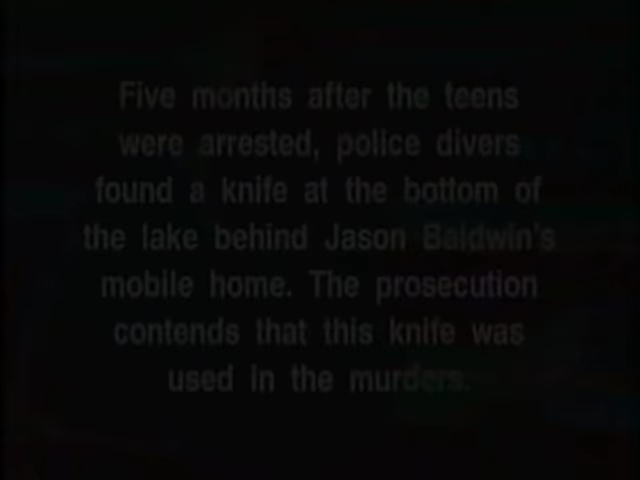 Five months after the teens
were arrested, police divers
found a knife at the bottom of
the lake behind Jason Baldwin's
mobile home. The prosecution
contends that this knife was
used in the murders.